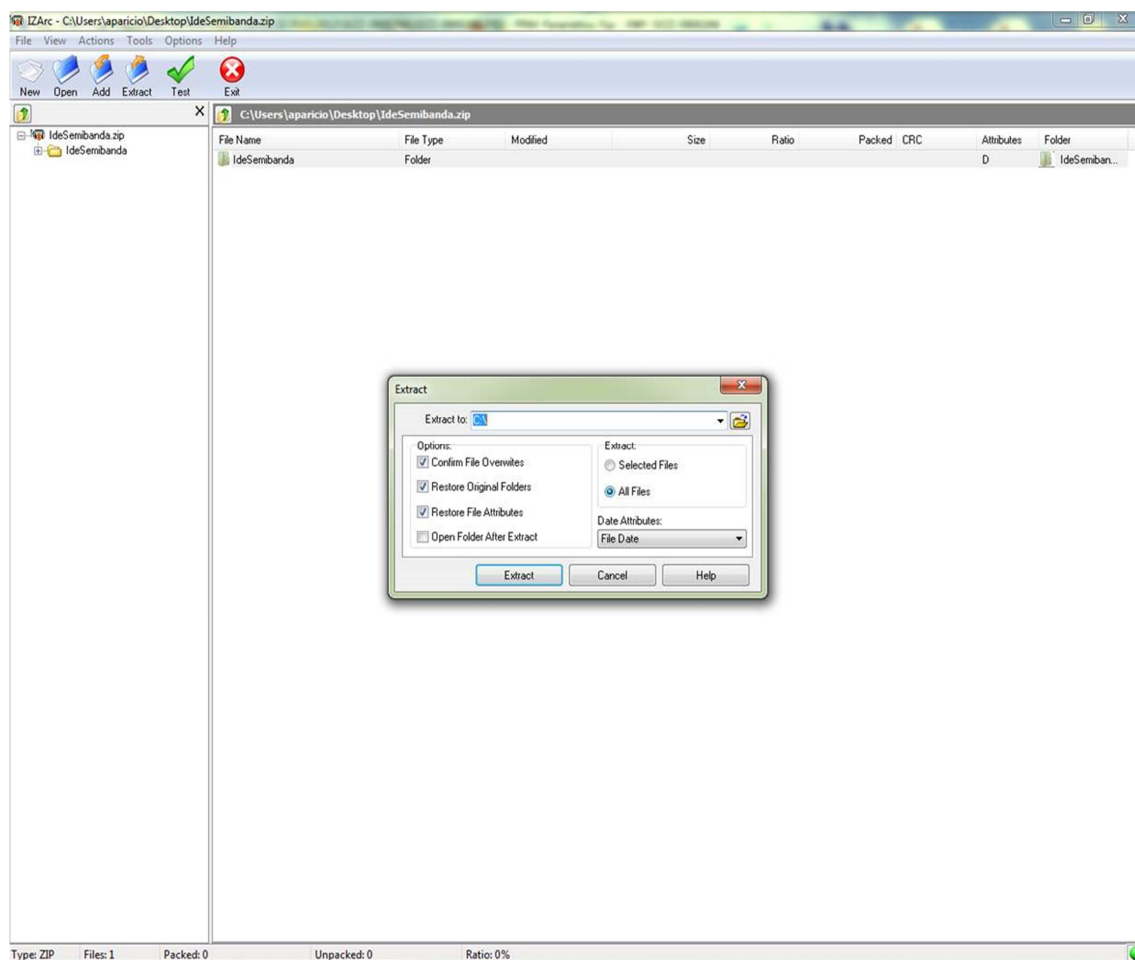 IZArc - C:\Users\aparicio\Desktop\IdeSemibanda.zip
File View Actions Tools Options Help
New Open Add Extract Test Exit
X
C:\Users\aparicio\Desktop\IdeSemibanda.zip
IdeSemibanda.zip
IdeSemibanda
File Name File Type Modified Size Ratio Packed CRC Attributes Folder
IdeSemibanda Folder D IdeSemiban...
Extract
Extract to: C:\
Options:
Confirm File Overwites
Restore Original Folders
Restore File Attributes
Open Folder After Extract
Extract:
Selected Files
All Files
Date Attributes:
File Date
Extract Cancel Help
Type: ZIP Files: 1 Packed: 0 Unpacked: 0 Ratio: 0%